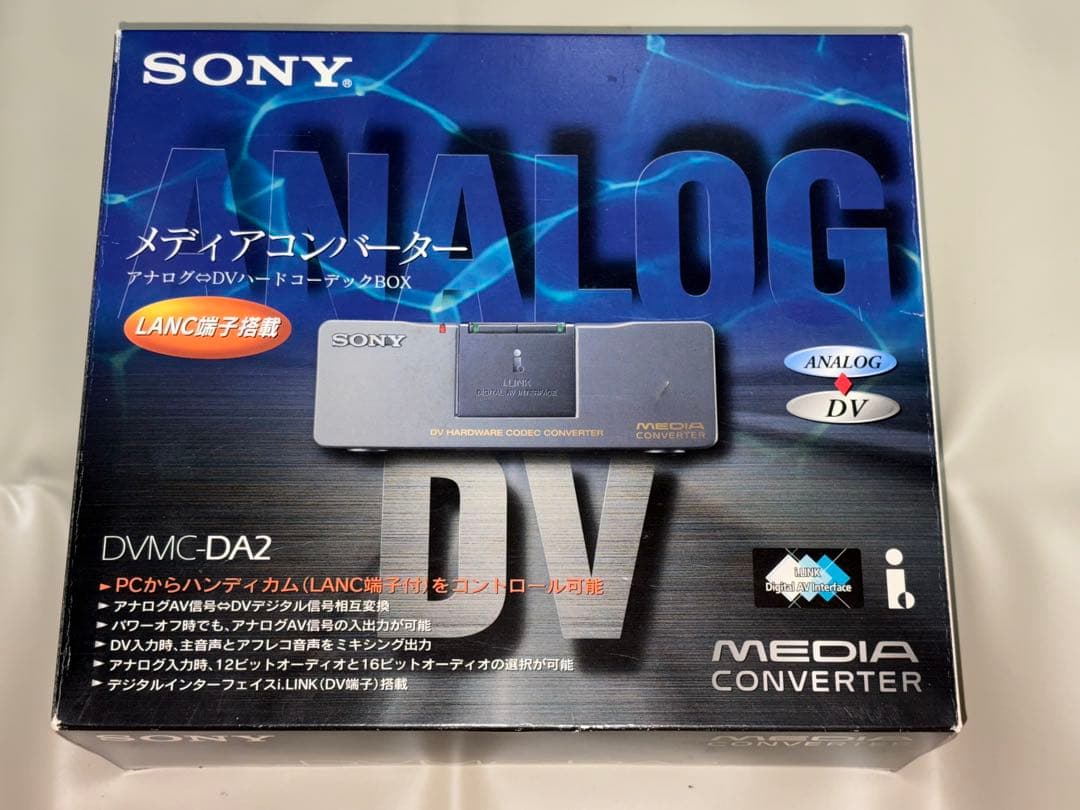 SONY®
ANALOG
メディアコンバーター
アナログ⇔DVハードコーデックBOX
LANC端子搭載
SONY
i.LINK
DIGITAL AV INTERFACE
DV HARDWARE CODEC CONVERTER
MEDIA
CONVERTER
ANALOG
DV
DV
DVMC-DA2
►PCからハンディカム(LANC端子付)をコントロール可能
►アナログAV信号⇔DVデジタル信号相互変換
►パワーオフ時でも、アナログAV信号の入出力が可能
►DV入力時、主音声とアフレコ音声をミキシング出力
►アナログ入力時、12ビットオーディオと16ビットオーディオの選択が可能
►デジタルインターフェイスi.LINK(DV端子)搭載
i.LINK
Digital AV Interface
MEDIA
CONVERTER
SONY
MEDIA
CONVERTER